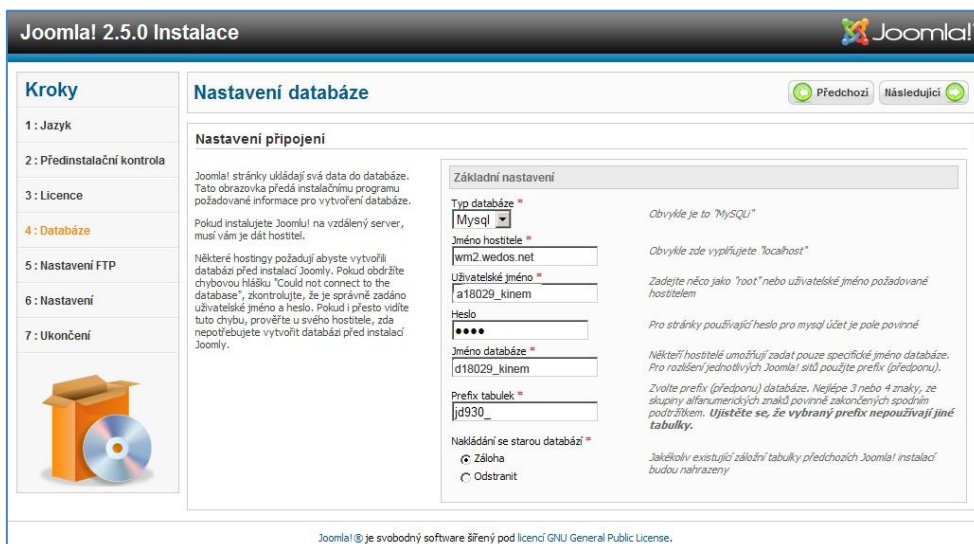 Joomla! 2.5.0 Instalace
Joomla!
Kroky
1 : Jazyk
2 : Předinstalační kontrola
3 : Licence
4 : Databáze
5 : Nastavení FTP
6 : Nastavení
7 : Ukončení
Nastavení databáze
Předchozí
Následující
Nastavení připojení
Joomla! stránky ukládají svá data do databáze.
Tato obrazovka předá instalačnímu programu
požadované informace pro vytvoření databáze.
Pokud instalujete Joomlu! na vzdálený server,
musí vám je dát hostitel.
Některé hostingy požadují abyste vytvořili
databázi před instalací Joomly. Pokud obdržíte
chybovou hlášku "Could not connect to the
database", zkontrolujte, že je správně zadáno
uživatelské jméno a heslo. Pokud i přesto vidíte
tuto chybu, prověřte u svého hostitele, zda
nepotřebujete vytvořit databázi před instalací
Joomly.
Základní nastavení
Typ databáze *
Mysql
Obvykle je to "MySQLi"
Jméno hostitele *
wm2.wedos.net
Obvykle zde vyplňujete "localhost"
Uživatelské jméno *
a18029_kinem
Zadejte něco jako "root" nebo uživatelské jméno požadované
hostitelem
Heslo
●●●●
Pro stránky používající heslo pro mysql účet je pole povinné
Jméno databáze *
d18029_kinem
Někteří hostitelé umožňují zadat pouze specifické jméno databáze.
Pro rozlišení jednotlivých Joomla! sítů použijte prefix (předponu).
Prefix tabulek *
jd930_
Zvolte prefix (předponu) databáze. Nejlépe 3 nebo 4 znaky, ze
skupiny alfanumerických znaků povinně zakončených spodním
podtržítkem. Ujistěte se, že vybraný prefix nepoužívají jiné
tabulky.
Nakládání se starou databází *
Záloha
Odstranit
Jakékoliv existující záložní tabulky předchozích Joomla! instalací
budou nahrazeny
Joomla! ® je svobodný software šířený pod licencí GNU General Public License.